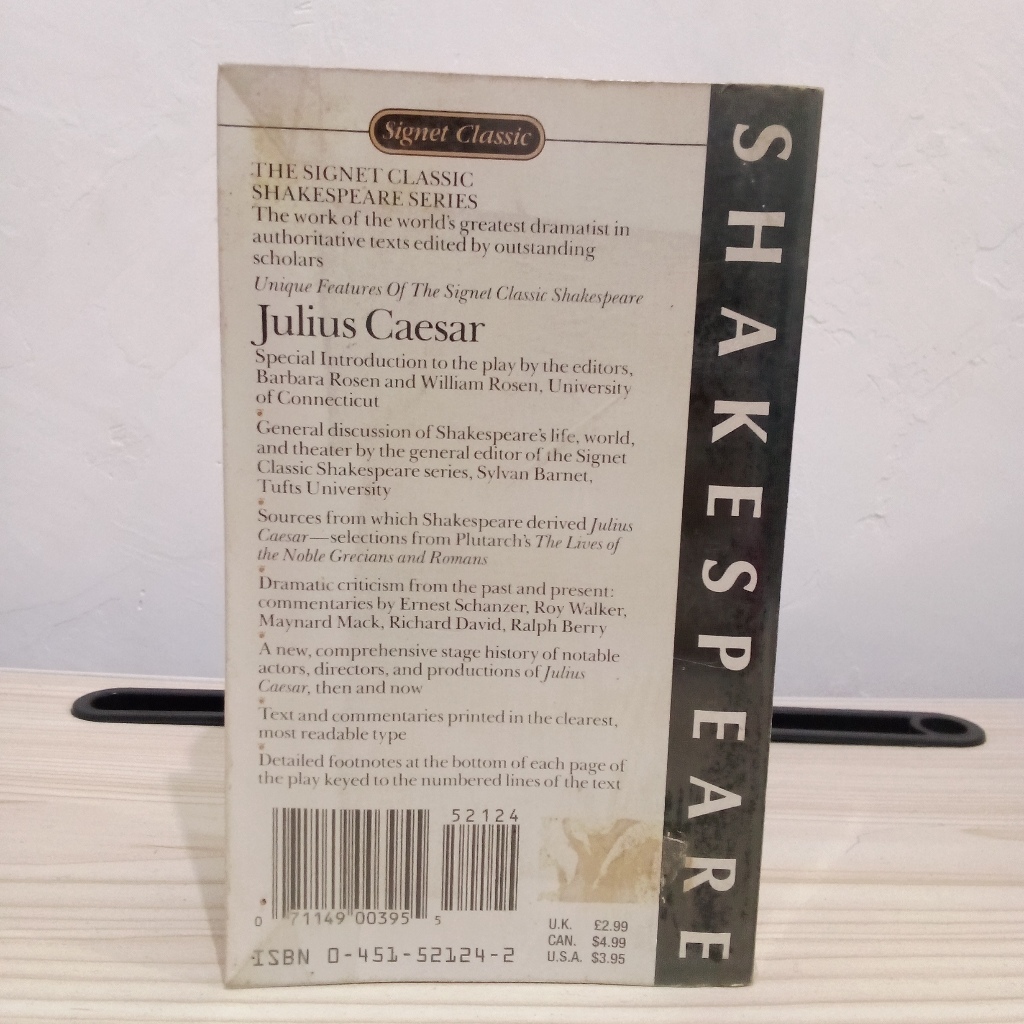 Signet Classic
THE SIGNET CLASSIC
SHAKESPEARE SERIES
The work of the world's greatest dramatist in
authoritative texts edited by outstanding
scholars
Unique Features Of The Signet Classic Shakespeare
Julius Caesar
Special Introduction to the play by the editors,
Barbara Rosen and William Rosen, University
of Connecticut
General discussion of Shakespeare's life, world,
and theater by the general editor of the Signet
Classic Shakespeare series, Sylvan Barnet,
Tufts University
Sources from which Shakespeare derived Julius
Caesar—selections from Plutarch's The Lives of
the Noble Grecians and Romans
Dramatic criticism from the past and present:
commentaries by Ernest Schanzer, Roy Walker,
Maynard Mack, Richard David, Ralph Berry
A new, comprehensive stage history of notable
actors, directors, and productions of Julius
Caesar, then and now
Text and commentaries printed in the clearest,
most readable type
Detailed footnotes at the bottom of each page of
the play keyed to the numbered lines of the text
52124
0 71149 00395 5
ISBN 0-451-52124-2
U.K. £2.99
CAN. $4.99
U.S.A. $3.95
SHAKESPEARE